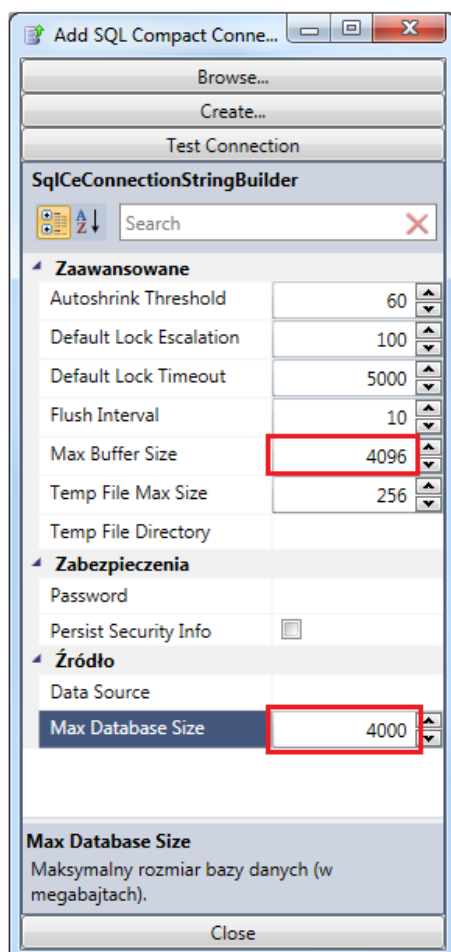 Add SQL Compact Conne...
Browse...
Create...
Test Connection
SqlCeConnectionStringBuilder
A
Z
Search
Zaawansowane
Autoshrink Threshold 60
Default Lock Escalation 100
Default Lock Timeout 5000
Flush Interval 10
Max Buffer Size 4096
Temp File Max Size 256
Temp File Directory
Zabezpieczenia
Password
Persist Security Info
Źródło
Data Source
Max Database Size 4000
Max Database Size
Maksymalny rozmiar bazy danych (w
megabajtach).
Close